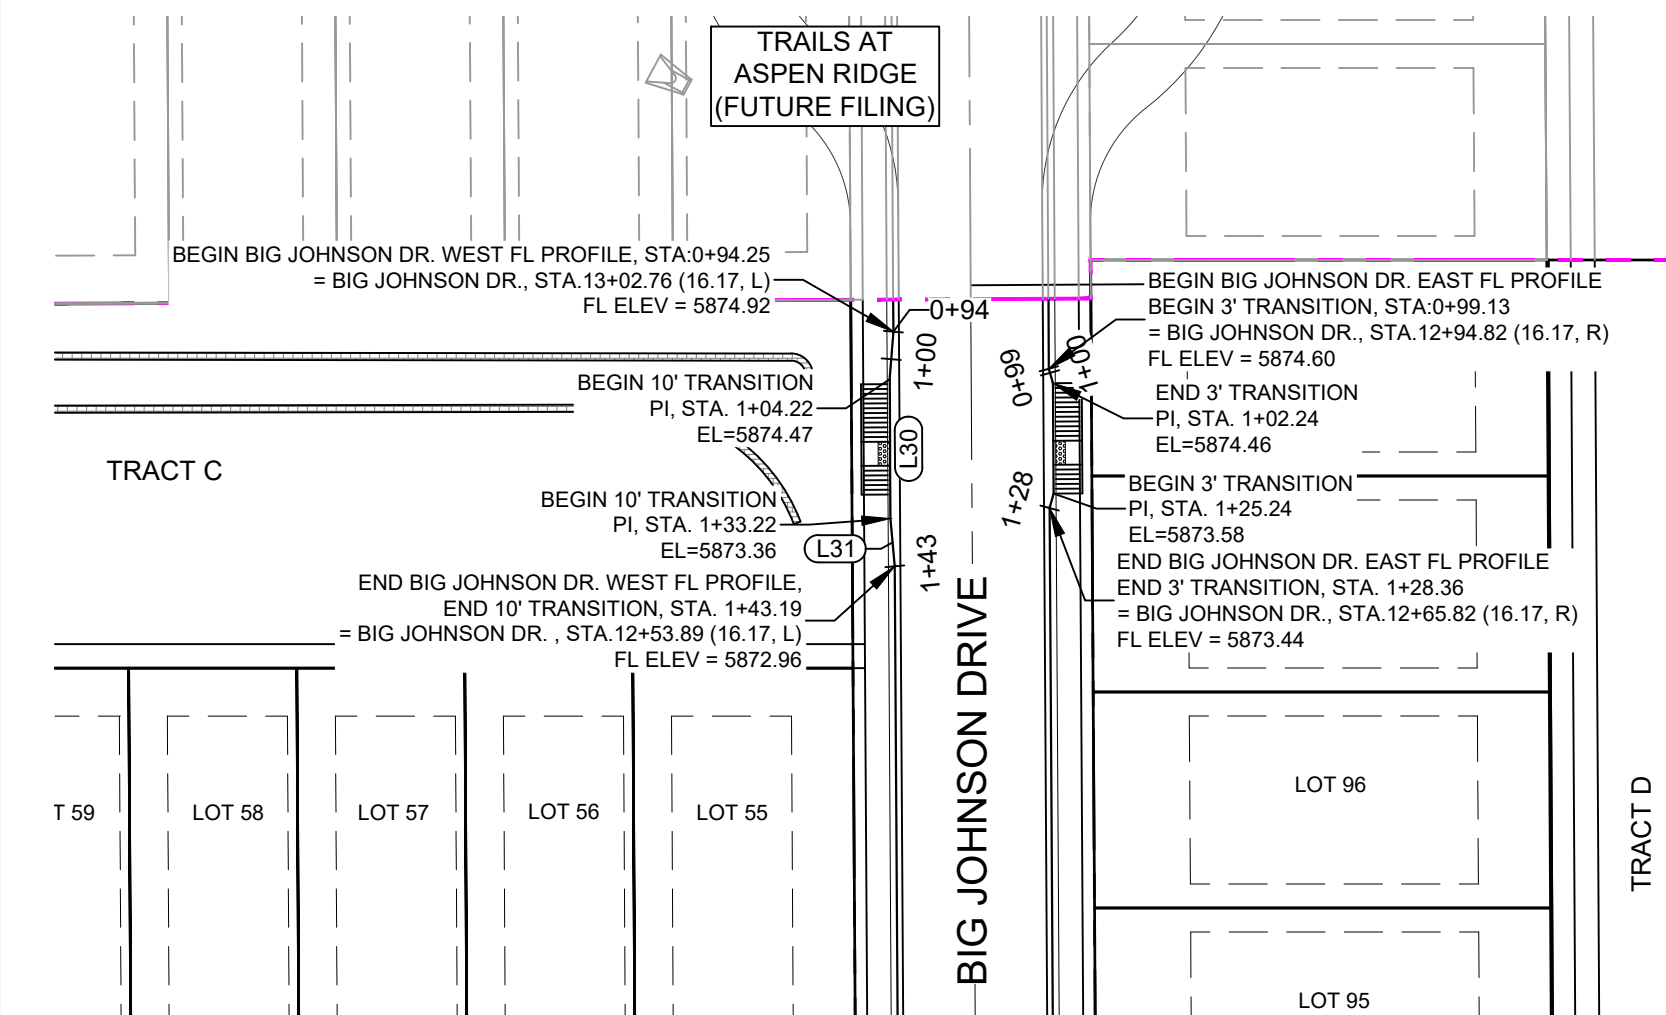 TRAILS AT
ASPEN RIDGE
(FUTURE FILING)
BEGIN BIG JOHNSON DR. WEST FL PROFILE, STA:0+94.25
= BIG JOHNSON DR., STA.13+02.76 (16.17, L)
FL ELEV = 5874.92
0+94
1+00
BEGIN BIG JOHNSON DR. EAST FL PROFILE
BEGIN 3' TRANSITION, STA:0+99.13
= BIG JOHNSON DR., STA.12+94.82 (16.17, R)
FL ELEV = 5874.60
0+99
1+00
BEGIN 10' TRANSITION
PI, STA. 1+04.22
EL=5874.47
END 3' TRANSITION
PI, STA. 1+02.24
EL=5874.46
L30
TRACT C
BEGIN 10' TRANSITION
PI, STA. 1+33.22
EL=5873.36
L31
1+28
1+43
BEGIN 3' TRANSITION
PI, STA. 1+25.24
EL=5873.58
END BIG JOHNSON DR. WEST FL PROFILE,
END 10' TRANSITION, STA. 1+43.19
= BIG JOHNSON DR. , STA.12+53.89 (16.17, L)
FL ELEV = 5872.96
END BIG JOHNSON DR. EAST FL PROFILE
END 3' TRANSITION, STA. 1+28.36
= BIG JOHNSON DR., STA.12+65.82 (16.17, R)
FL ELEV = 5873.44
BIG JOHNSON DRIVE
T 59
LOT 58
LOT 57
LOT 56
LOT 55
LOT 96
LOT 95
TRACT D